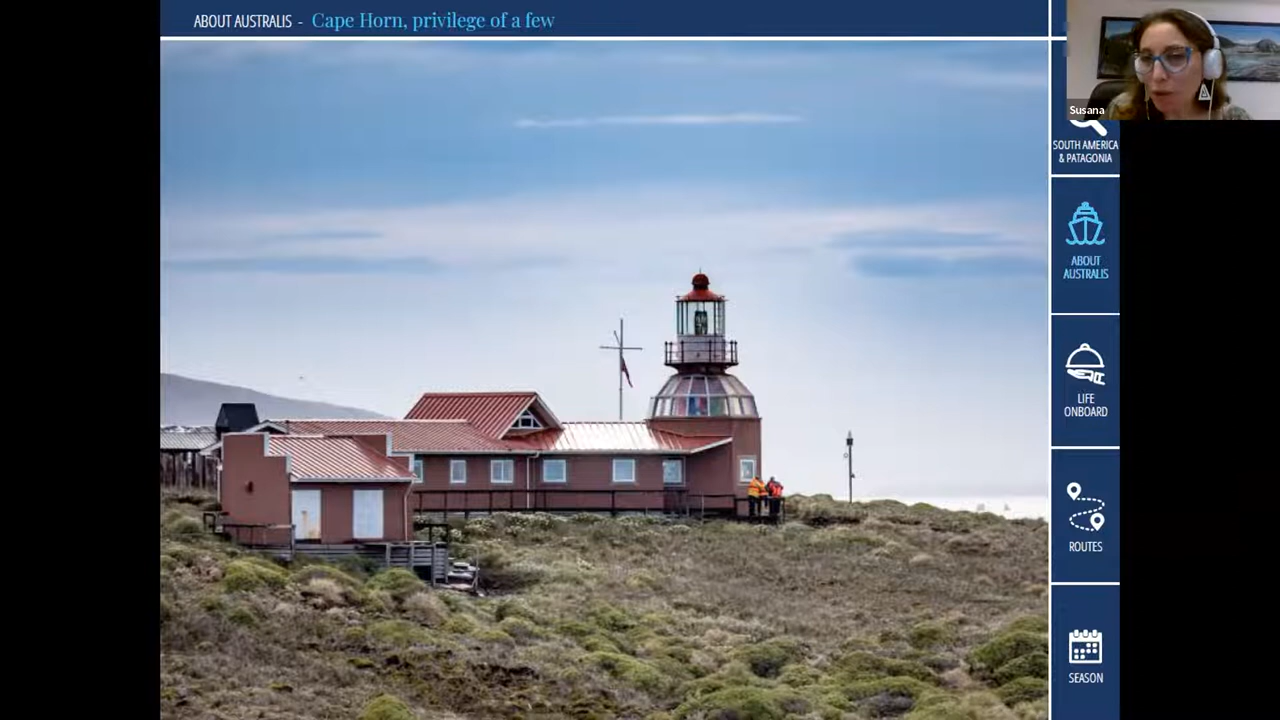 ABOUT AUSTRALIS - Cape Horn, privilege of a few
Susana
SOUTH AMERICA
& PATAGONIA
ABOUT
AUSTRALIS
LIFE
ONBOARD
ROUTES
SEASON